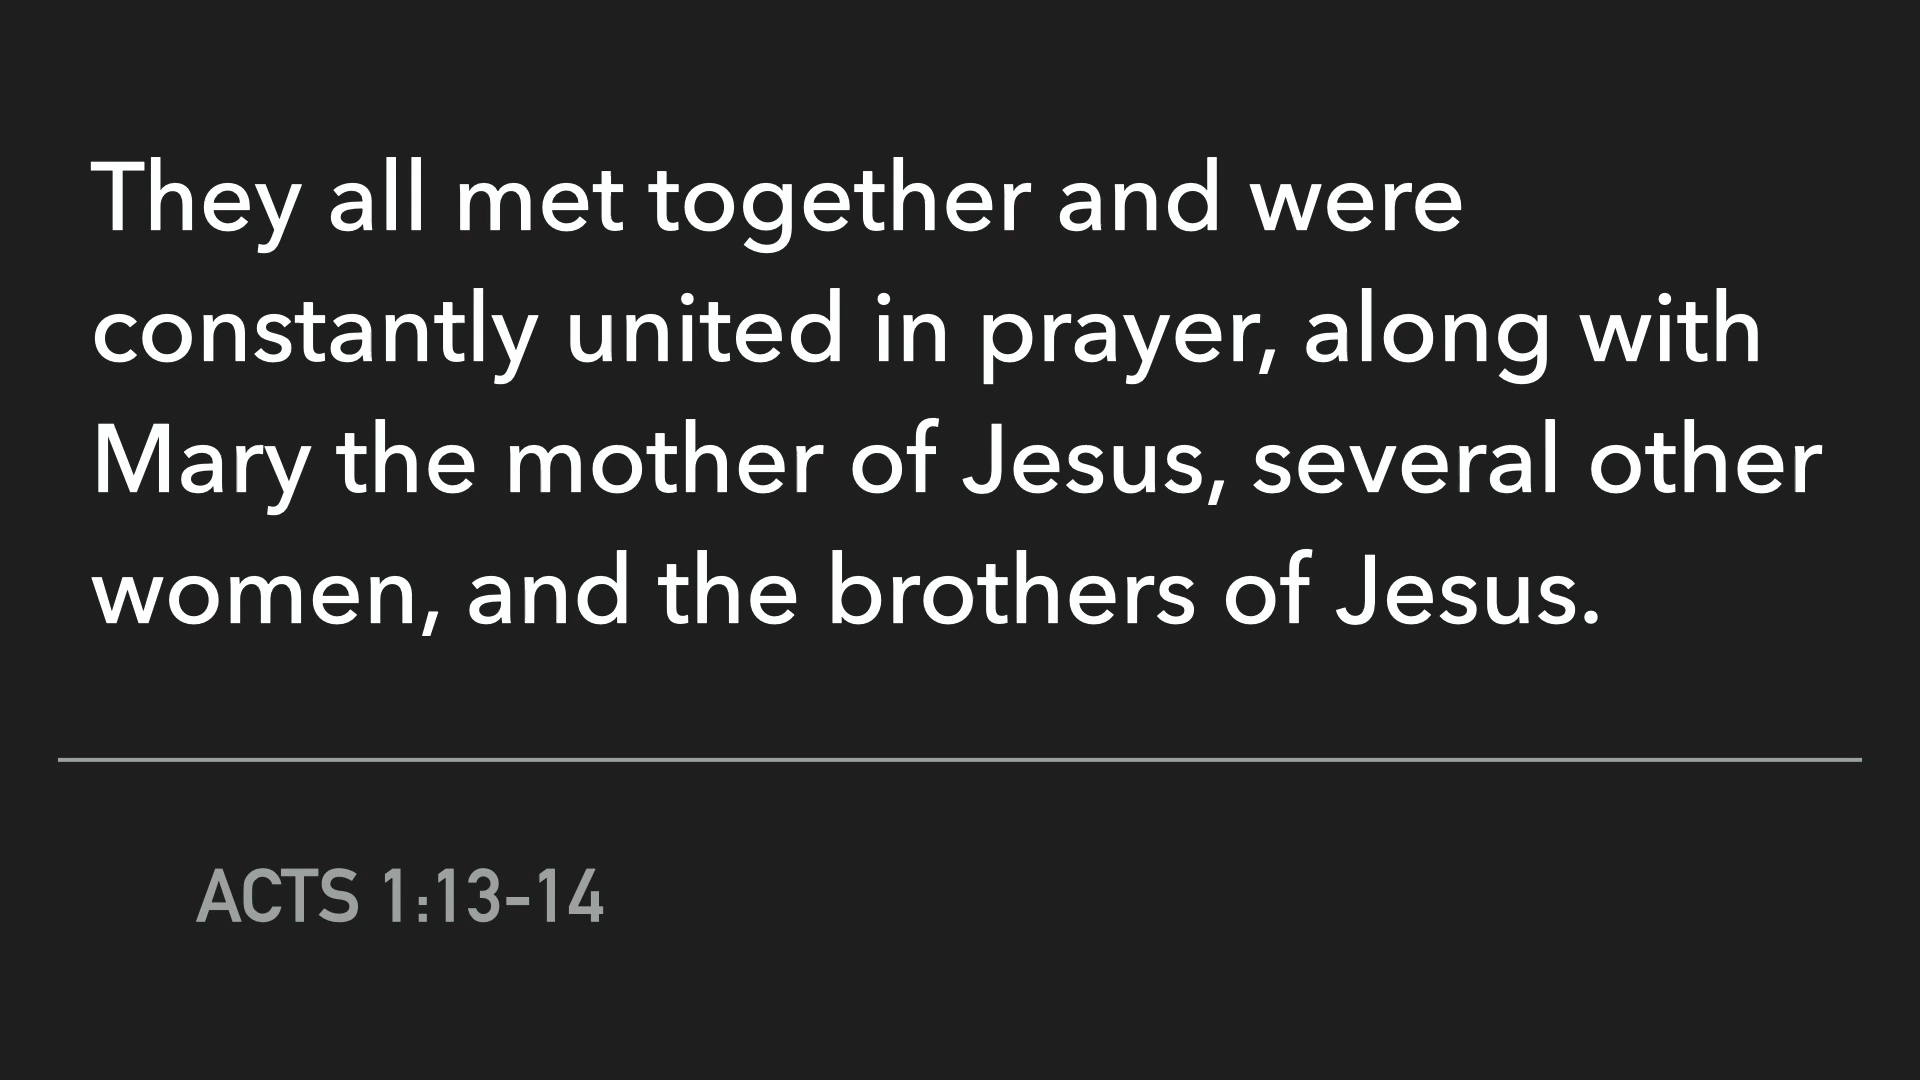 They all met together and were
constantly united in prayer, along with
Mary the mother of Jesus, several other
women, and the brothers of Jesus.
ACTS 1:13-14